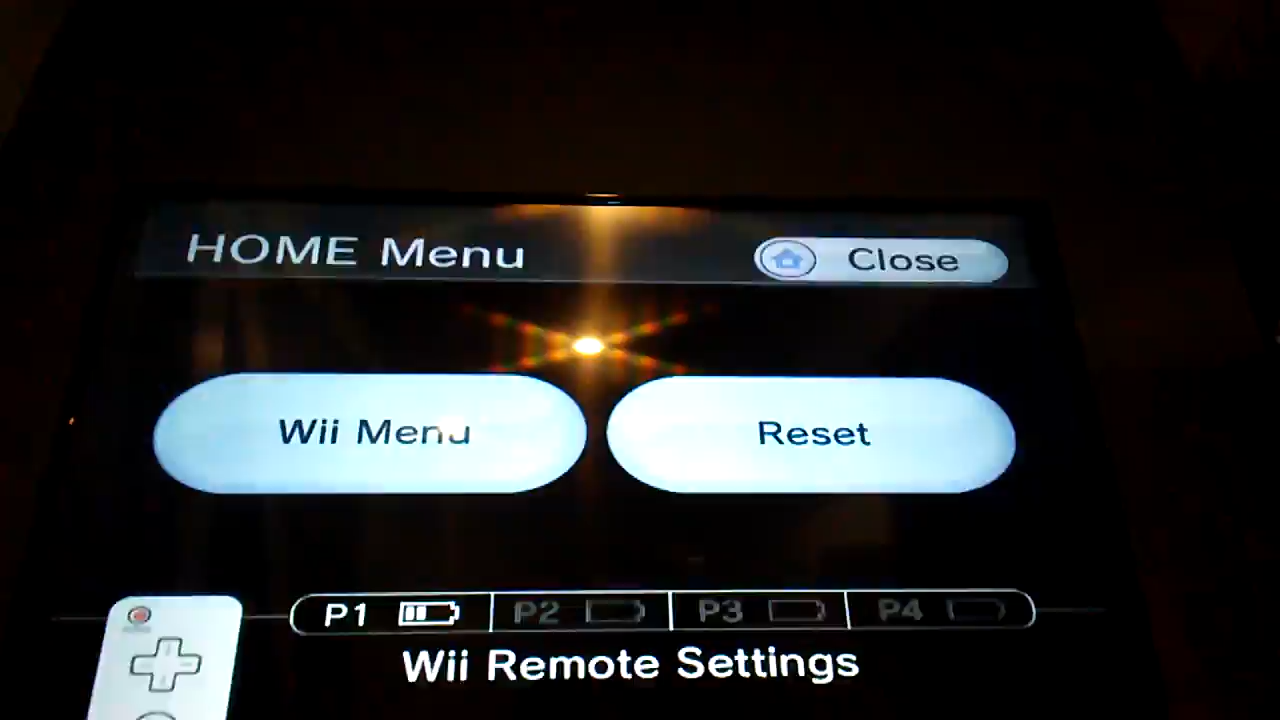 HOME Menu
Close
Wii Menu
Reset
P1 P2 P3 P4
Wii Remote Settings